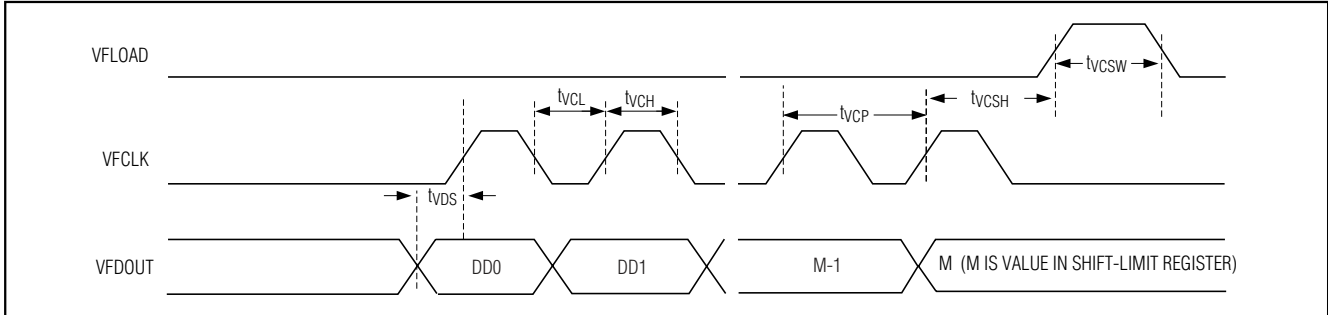 VFLOAD
tVCSW
tVCL
tVCH
tVCP
tVCSH
VFCLK
tVDS
VFDOUT
DD0
DD1
M-1
M (M IS VALUE IN SHIFT-LIMIT REGISTER)